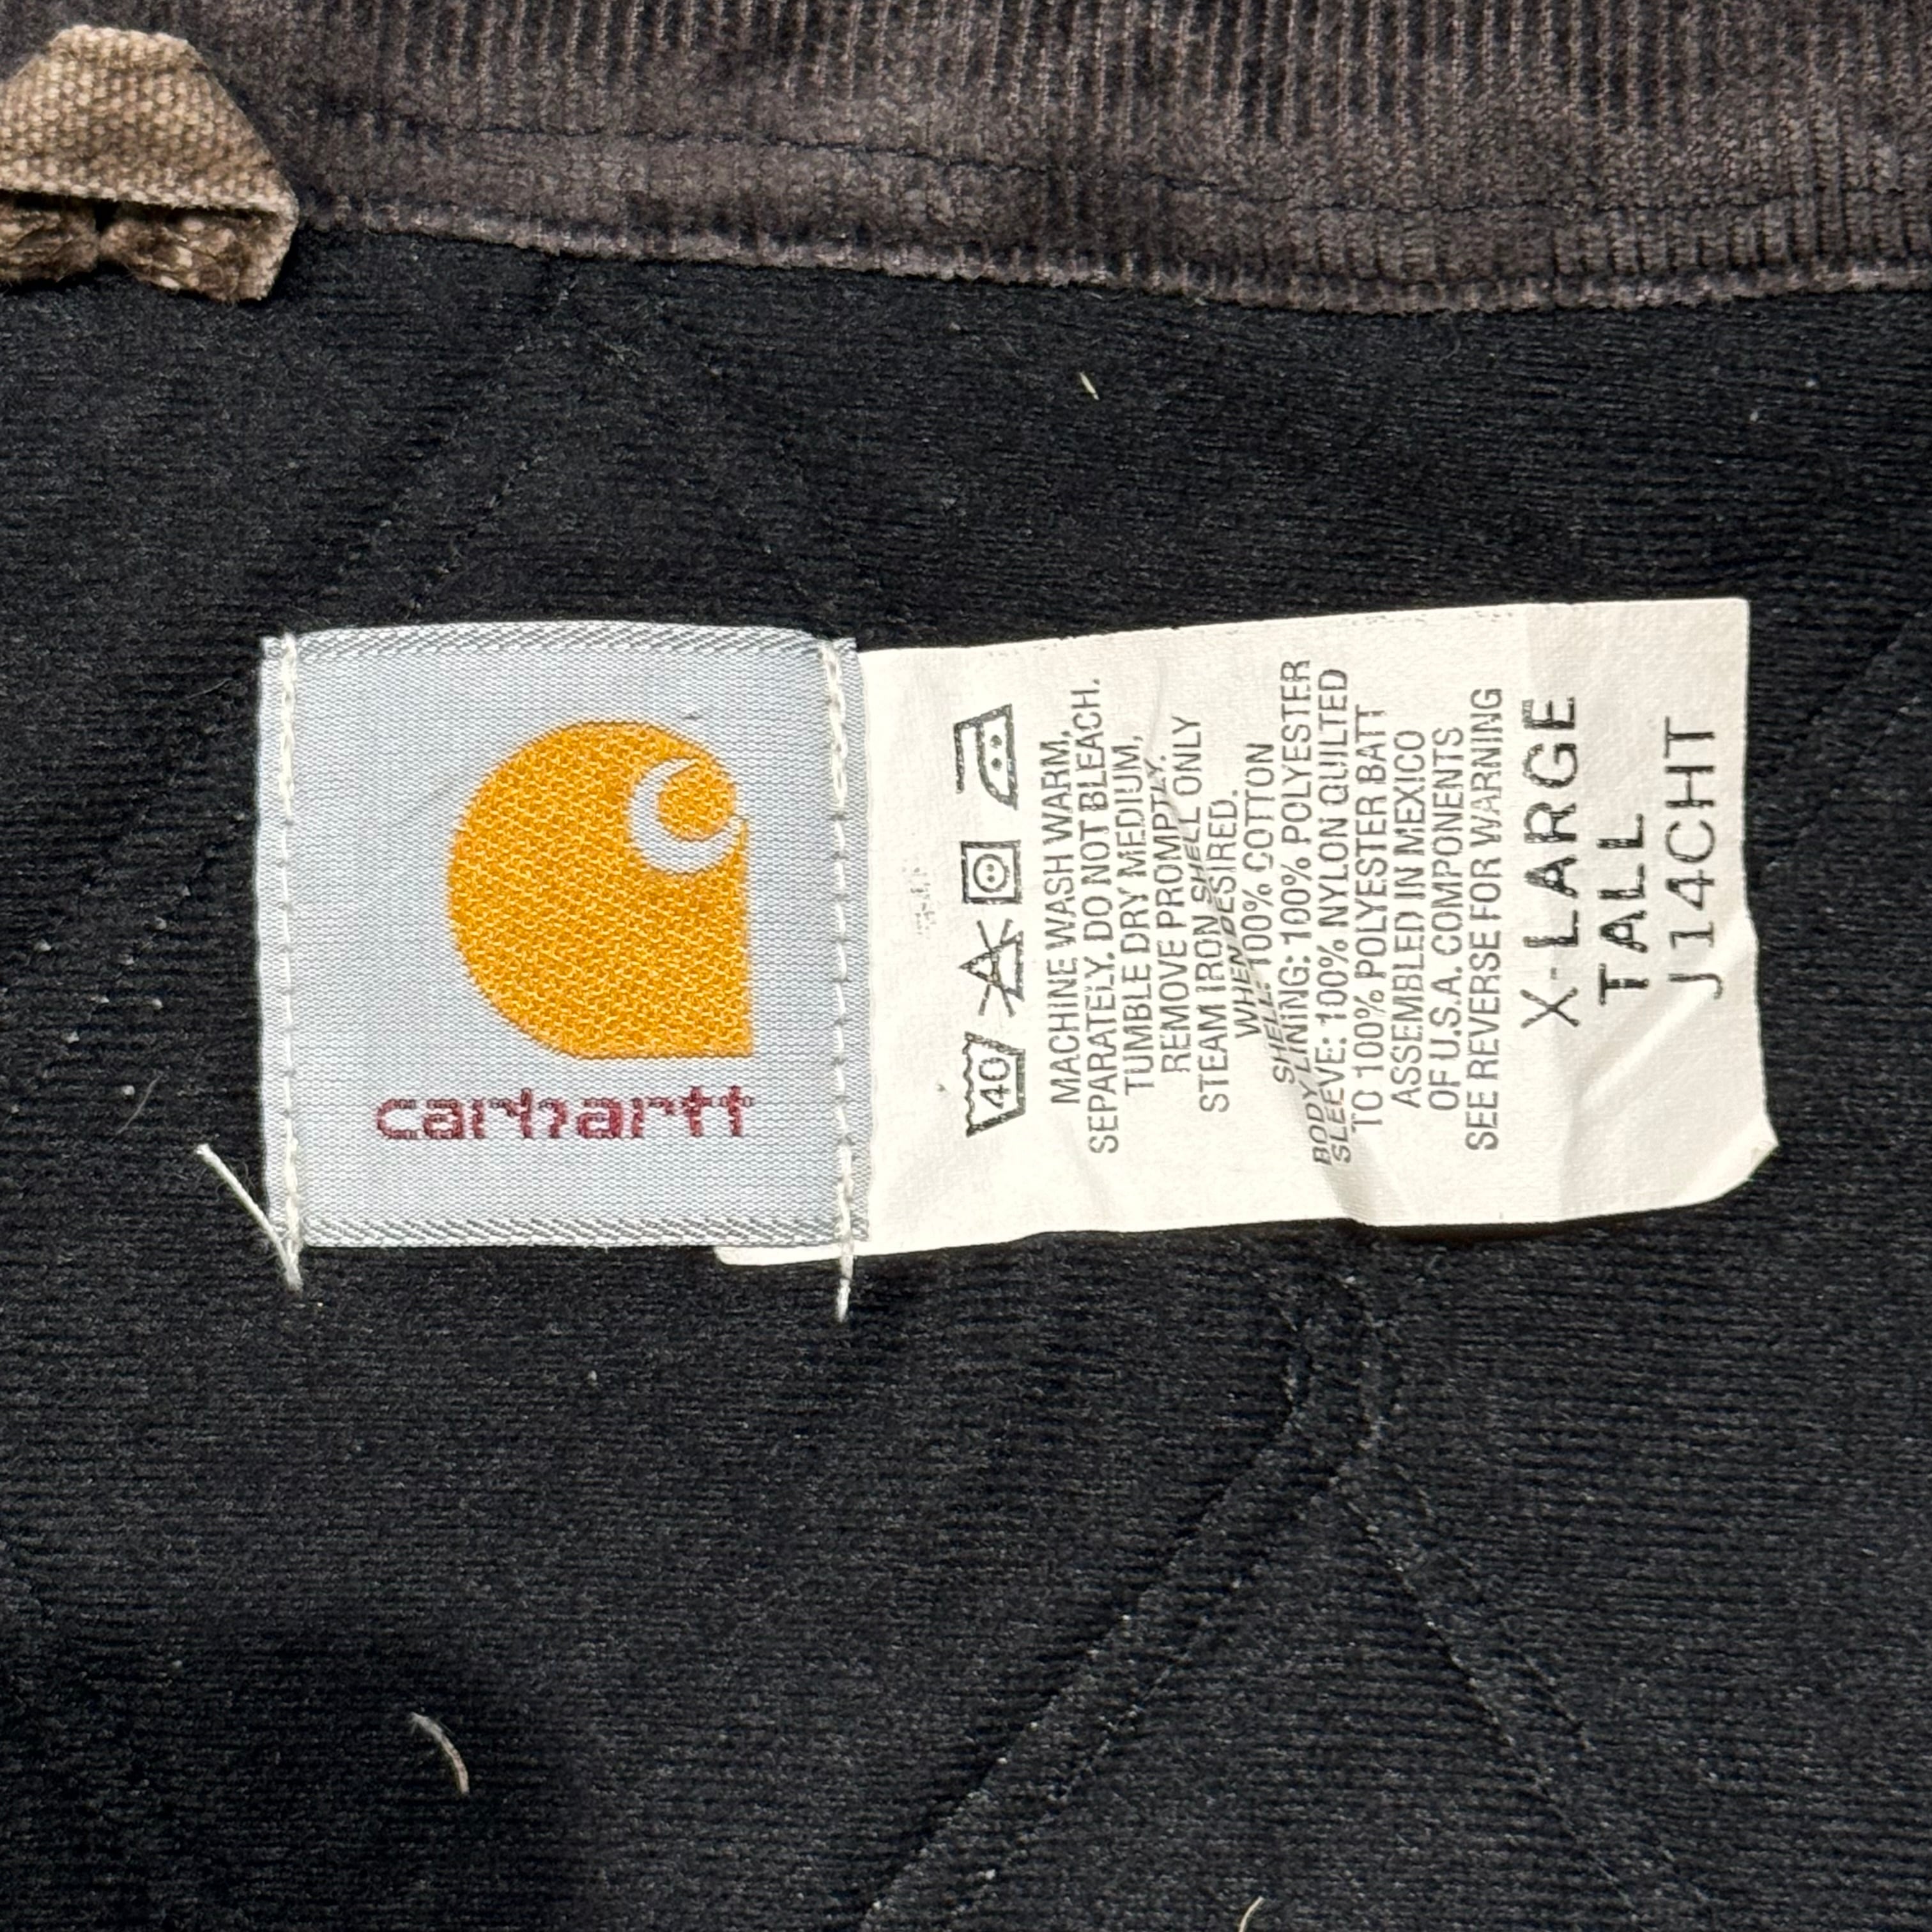 carhartt
40
MACHINE WASH WARM,
SEPARATELY. DO NOT BLEACH.
TUMBLE DRY MEDIUM,
REMOVE PROMPTLY.
STEAM IRON SHELL ONLY
WHEN DESIRED.
SHELL: 100% COTTON
BODY LINING: 100% POLYESTER
SLEEVE: 100% NYLON QUILTED
TO 100% POLYESTER BATT
ASSEMBLED IN MEXICO
OF U.S.A. COMPONENTS
SEE REVERSE FOR WARNING
X-LARGE
TALL
J14CHT